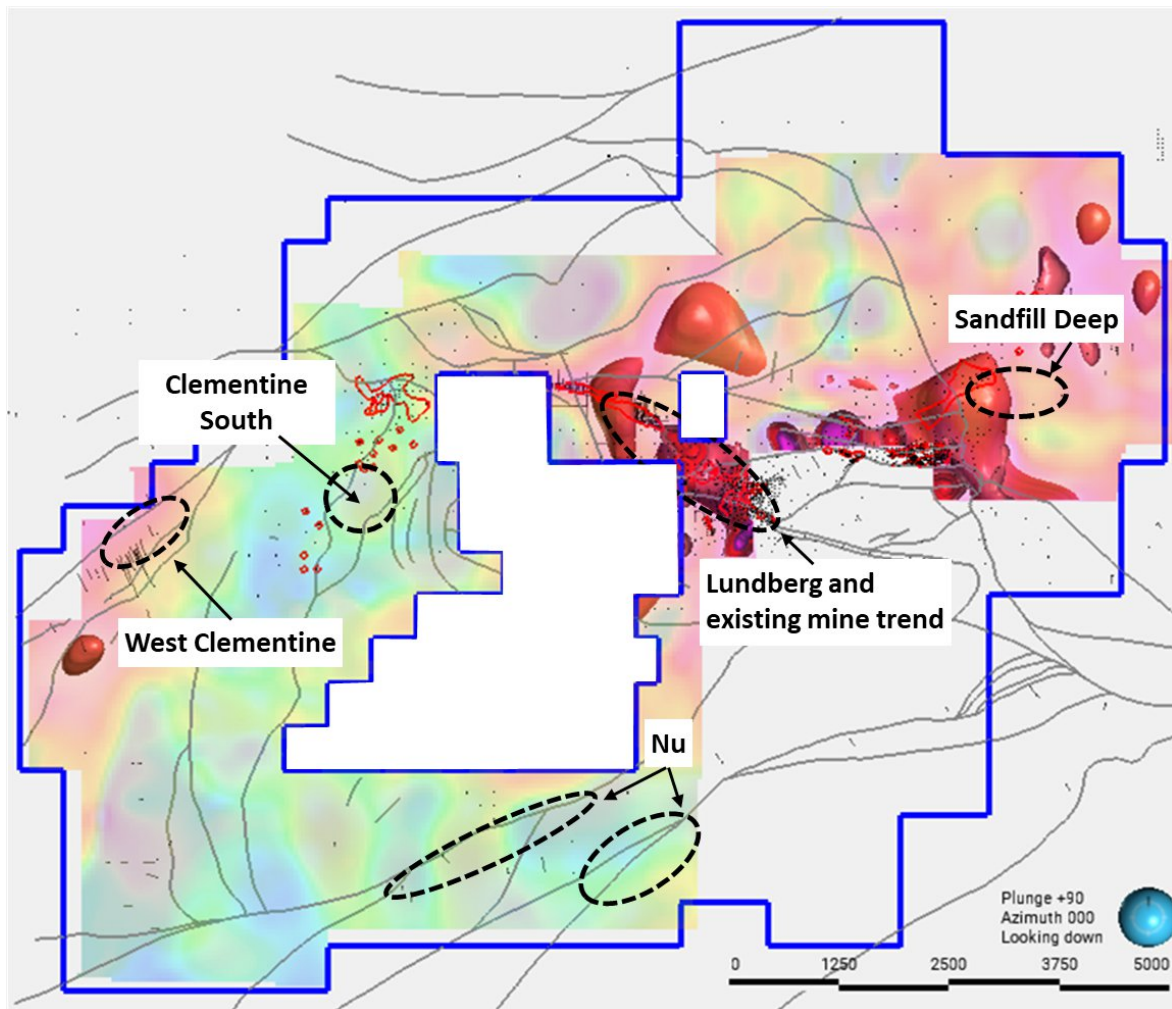 Sandfill Deep
Clementine
South
Lundberg and
existing mine trend
West Clementine
Nu
Plunge +90
Azimuth 000
Looking down
0 1250 2500 3750 5000